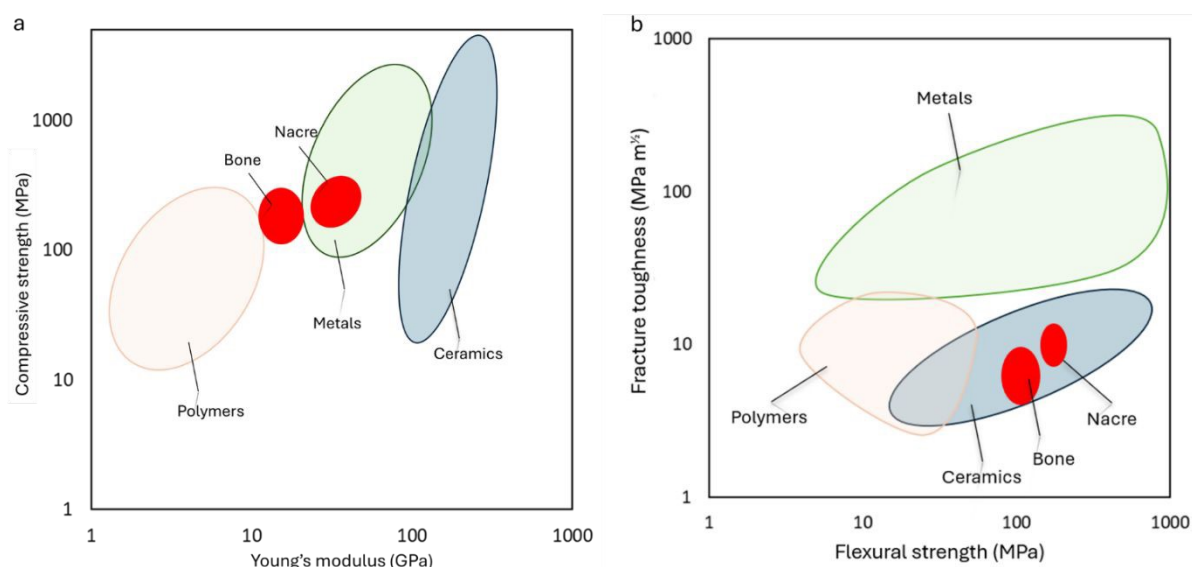 a
Compressive strength (MPa)
1000
100
10
1
Nacre
Bone
Metals
Ceramics
Polymers
1
10
100
1000
Young's modulus (GPa)
b
Fracture toughness (MPa m½)
1000
100
10
1
Metals
Polymers
Nacre
Bone
Ceramics
1
10
100
1000
Flexural strength (MPa)